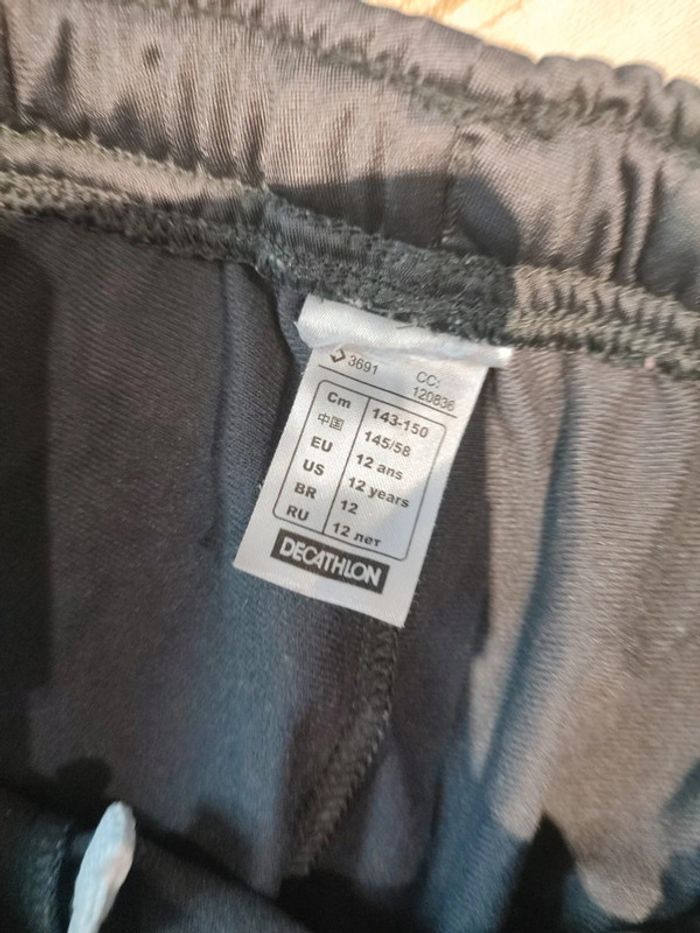 3691 CC: 120836
Cm 143-150
中国 145/58
EU 12 ans
US 12 years
BR 12
RU 12 лет
DECATHLON